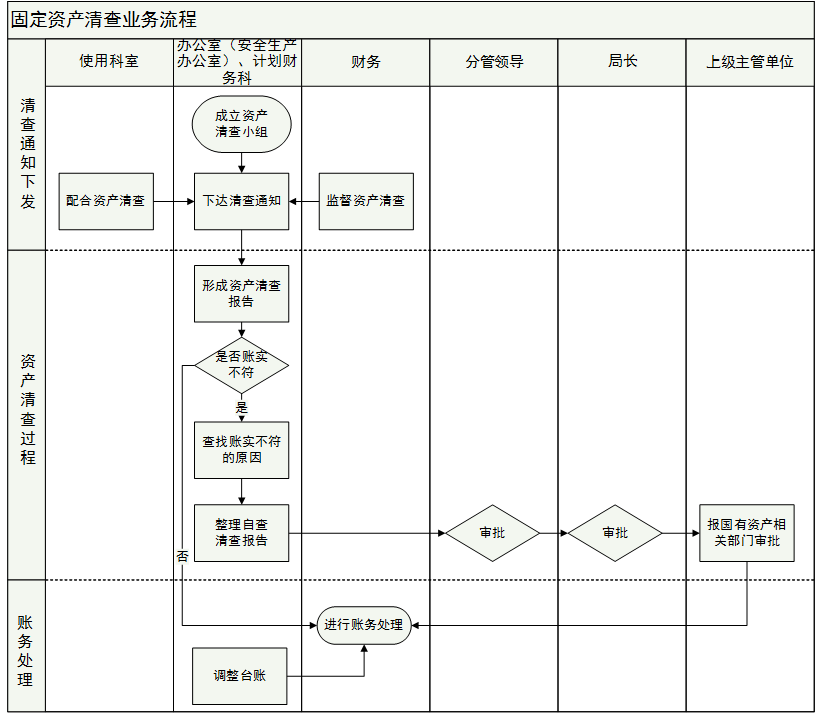 固定资产清查业务流程
使用科室
办公室（安全生产
办公室）、计划财
务科
财务
分管领导
局长
上级主管单位
清查通知下发
成立资产
清查小组
配合资产清查
下达清查通知
监督资产清查
资产清查过程
形成资产清查
报告
是否账实
不符
是
查找账实不符
的原因
整理自查
清查报告
审批
审批
报国有资产相
关部门审批
否
账务处理
进行账务处理
调整台账